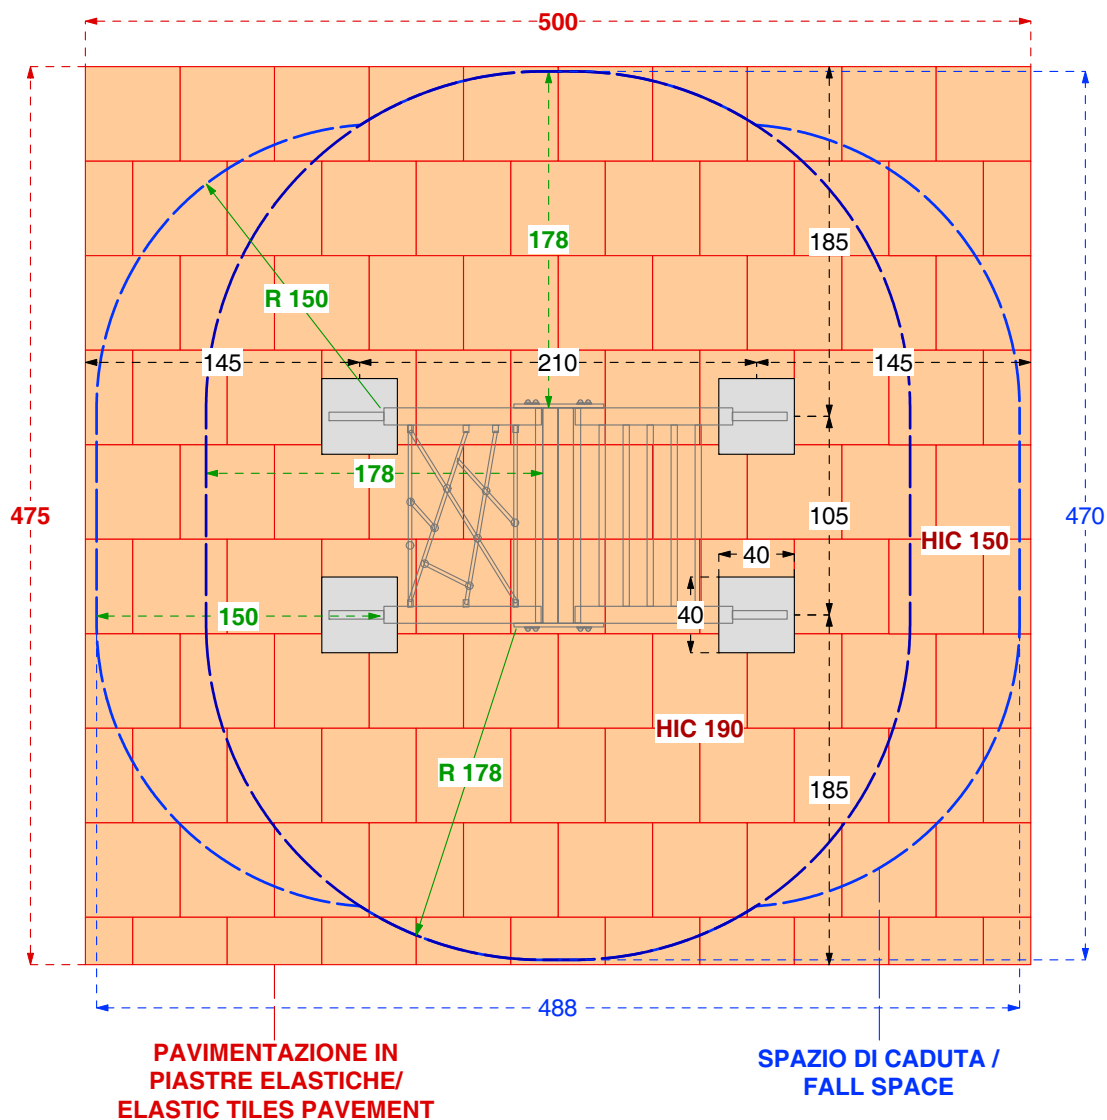 500
178
185
R 150
145
210
145
178
475
105
470
HIC 150
40
150
40
HIC 190
R 178
185
488
PAVIMENTAZIONE IN
PIASTRE ELASTICHE/
ELASTIC TILES PAVEMENT
SPAZIO DI CADUTA /
FALL SPACE